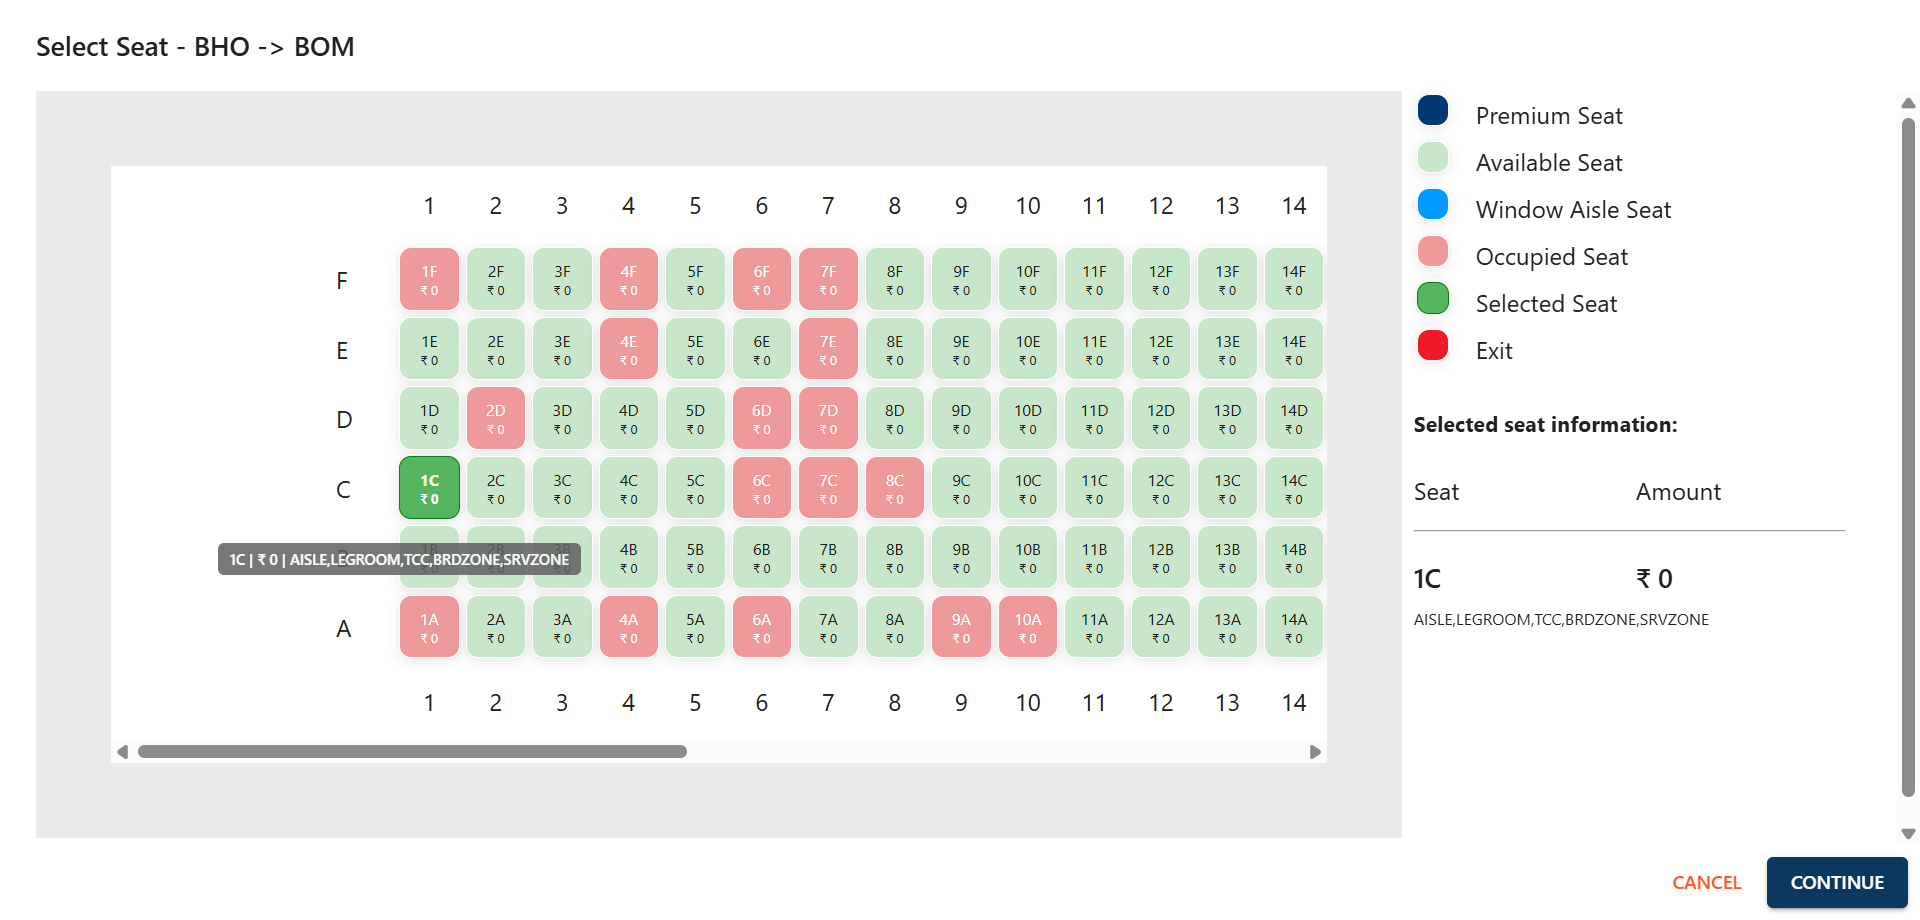 Select Seat - BHO -> BOM
1 2 3 4 5 6 7 8 9 10 11 12 13 14
F
1F 2F 3F 4F 5F 6F 7F 8F 9F 10F 11F 12F 13F 14F
₹ 0 ₹ 0 ₹ 0 ₹ 0 ₹ 0 ₹ 0 ₹ 0 ₹ 0 ₹ 0 ₹ 0 ₹ 0 ₹ 0 ₹ 0 ₹ 0
E
1E 2E 3E 4E 5E 6E 7E 8E 9E 10E 11E 12E 13E 14E
₹ 0 ₹ 0 ₹ 0 ₹ 0 ₹ 0 ₹ 0 ₹ 0 ₹ 0 ₹ 0 ₹ 0 ₹ 0 ₹ 0 ₹ 0 ₹ 0
D
1D 2D 3D 4D 5D 6D 7D 8D 9D 10D 11D 12D 13D 14D
₹ 0 ₹ 0 ₹ 0 ₹ 0 ₹ 0 ₹ 0 ₹ 0 ₹ 0 ₹ 0 ₹ 0 ₹ 0 ₹ 0 ₹ 0 ₹ 0
C
1C 2C 3C 4C 5C 6C 7C 8C 9C 10C 11C 12C 13C 14C
₹ 0 ₹ 0 ₹ 0 ₹ 0 ₹ 0 ₹ 0 ₹ 0 ₹ 0 ₹ 0 ₹ 0 ₹ 0 ₹ 0 ₹ 0 ₹ 0
1C | ₹ 0 | AISLE,LEGROOM,TCC,BRDZONE,SRVZONE
4B 5B 6B 7B 8B 9B 10B 11B 12B 13B 14B
₹ 0 ₹ 0 ₹ 0 ₹ 0 ₹ 0 ₹ 0 ₹ 0 ₹ 0 ₹ 0 ₹ 0 ₹ 0
A
1A 2A 3A 4A 5A 6A 7A 8A 9A 10A 11A 12A 13A 14A
₹ 0 ₹ 0 ₹ 0 ₹ 0 ₹ 0 ₹ 0 ₹ 0 ₹ 0 ₹ 0 ₹ 0 ₹ 0 ₹ 0 ₹ 0 ₹ 0
1 2 3 4 5 6 7 8 9 10 11 12 13 14
Premium Seat
Available Seat
Window Aisle Seat
Occupied Seat
Selected Seat
Exit
Selected seat information:
Seat Amount
1C ₹ 0
AISLE,LEGROOM,TCC,BRDZONE,SRVZONE
CANCEL CONTINUE